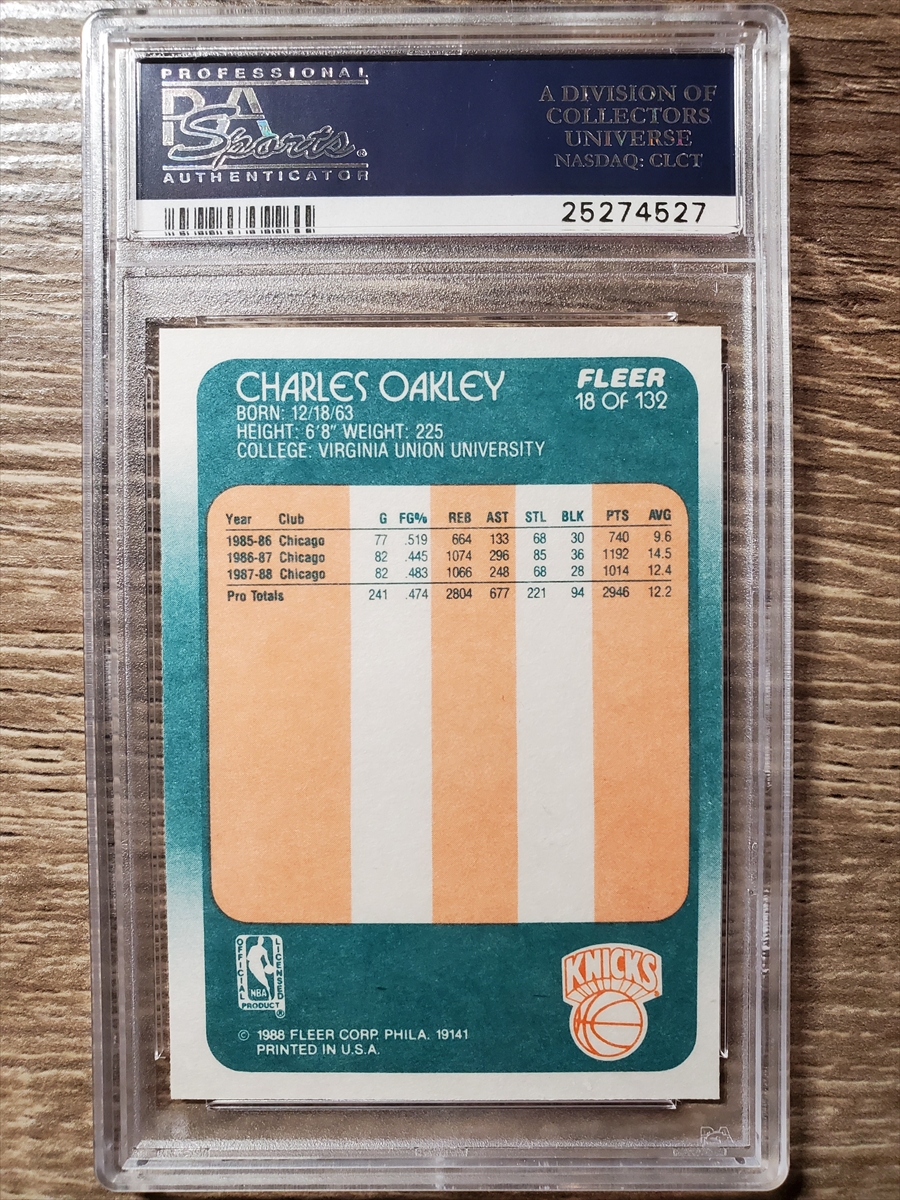 PROFESSIONAL
PSA
Sports®
AUTHENTICATOR
A DIVISION OF
COLLECTORS
UNIVERSE
NASDAQ: CLCT
25274527
CHARLES OAKLEY
BORN: 12/18/63
HEIGHT: 6'8" WEIGHT: 225
COLLEGE: VIRGINIA UNION UNIVERSITY
FLEER
18 OF 132
Year Club G FG% REB AST STL BLK PTS AVG
1985-86 Chicago 77 .519 664 133 68 30 740 9.6
1986-87 Chicago 82 .445 1074 296 85 36 1192 14.5
1987-88 Chicago 82 .483 1066 248 68 28 1014 12.4
Pro Totals 241 .474 2804 677 221 94 2946 12.2
OFFICIAL
LICENSED
NBA
PRODUCT ®
KNICKS
© 1988 FLEER CORP. PHILA. 19141
PRINTED IN U.S.A.
PSA